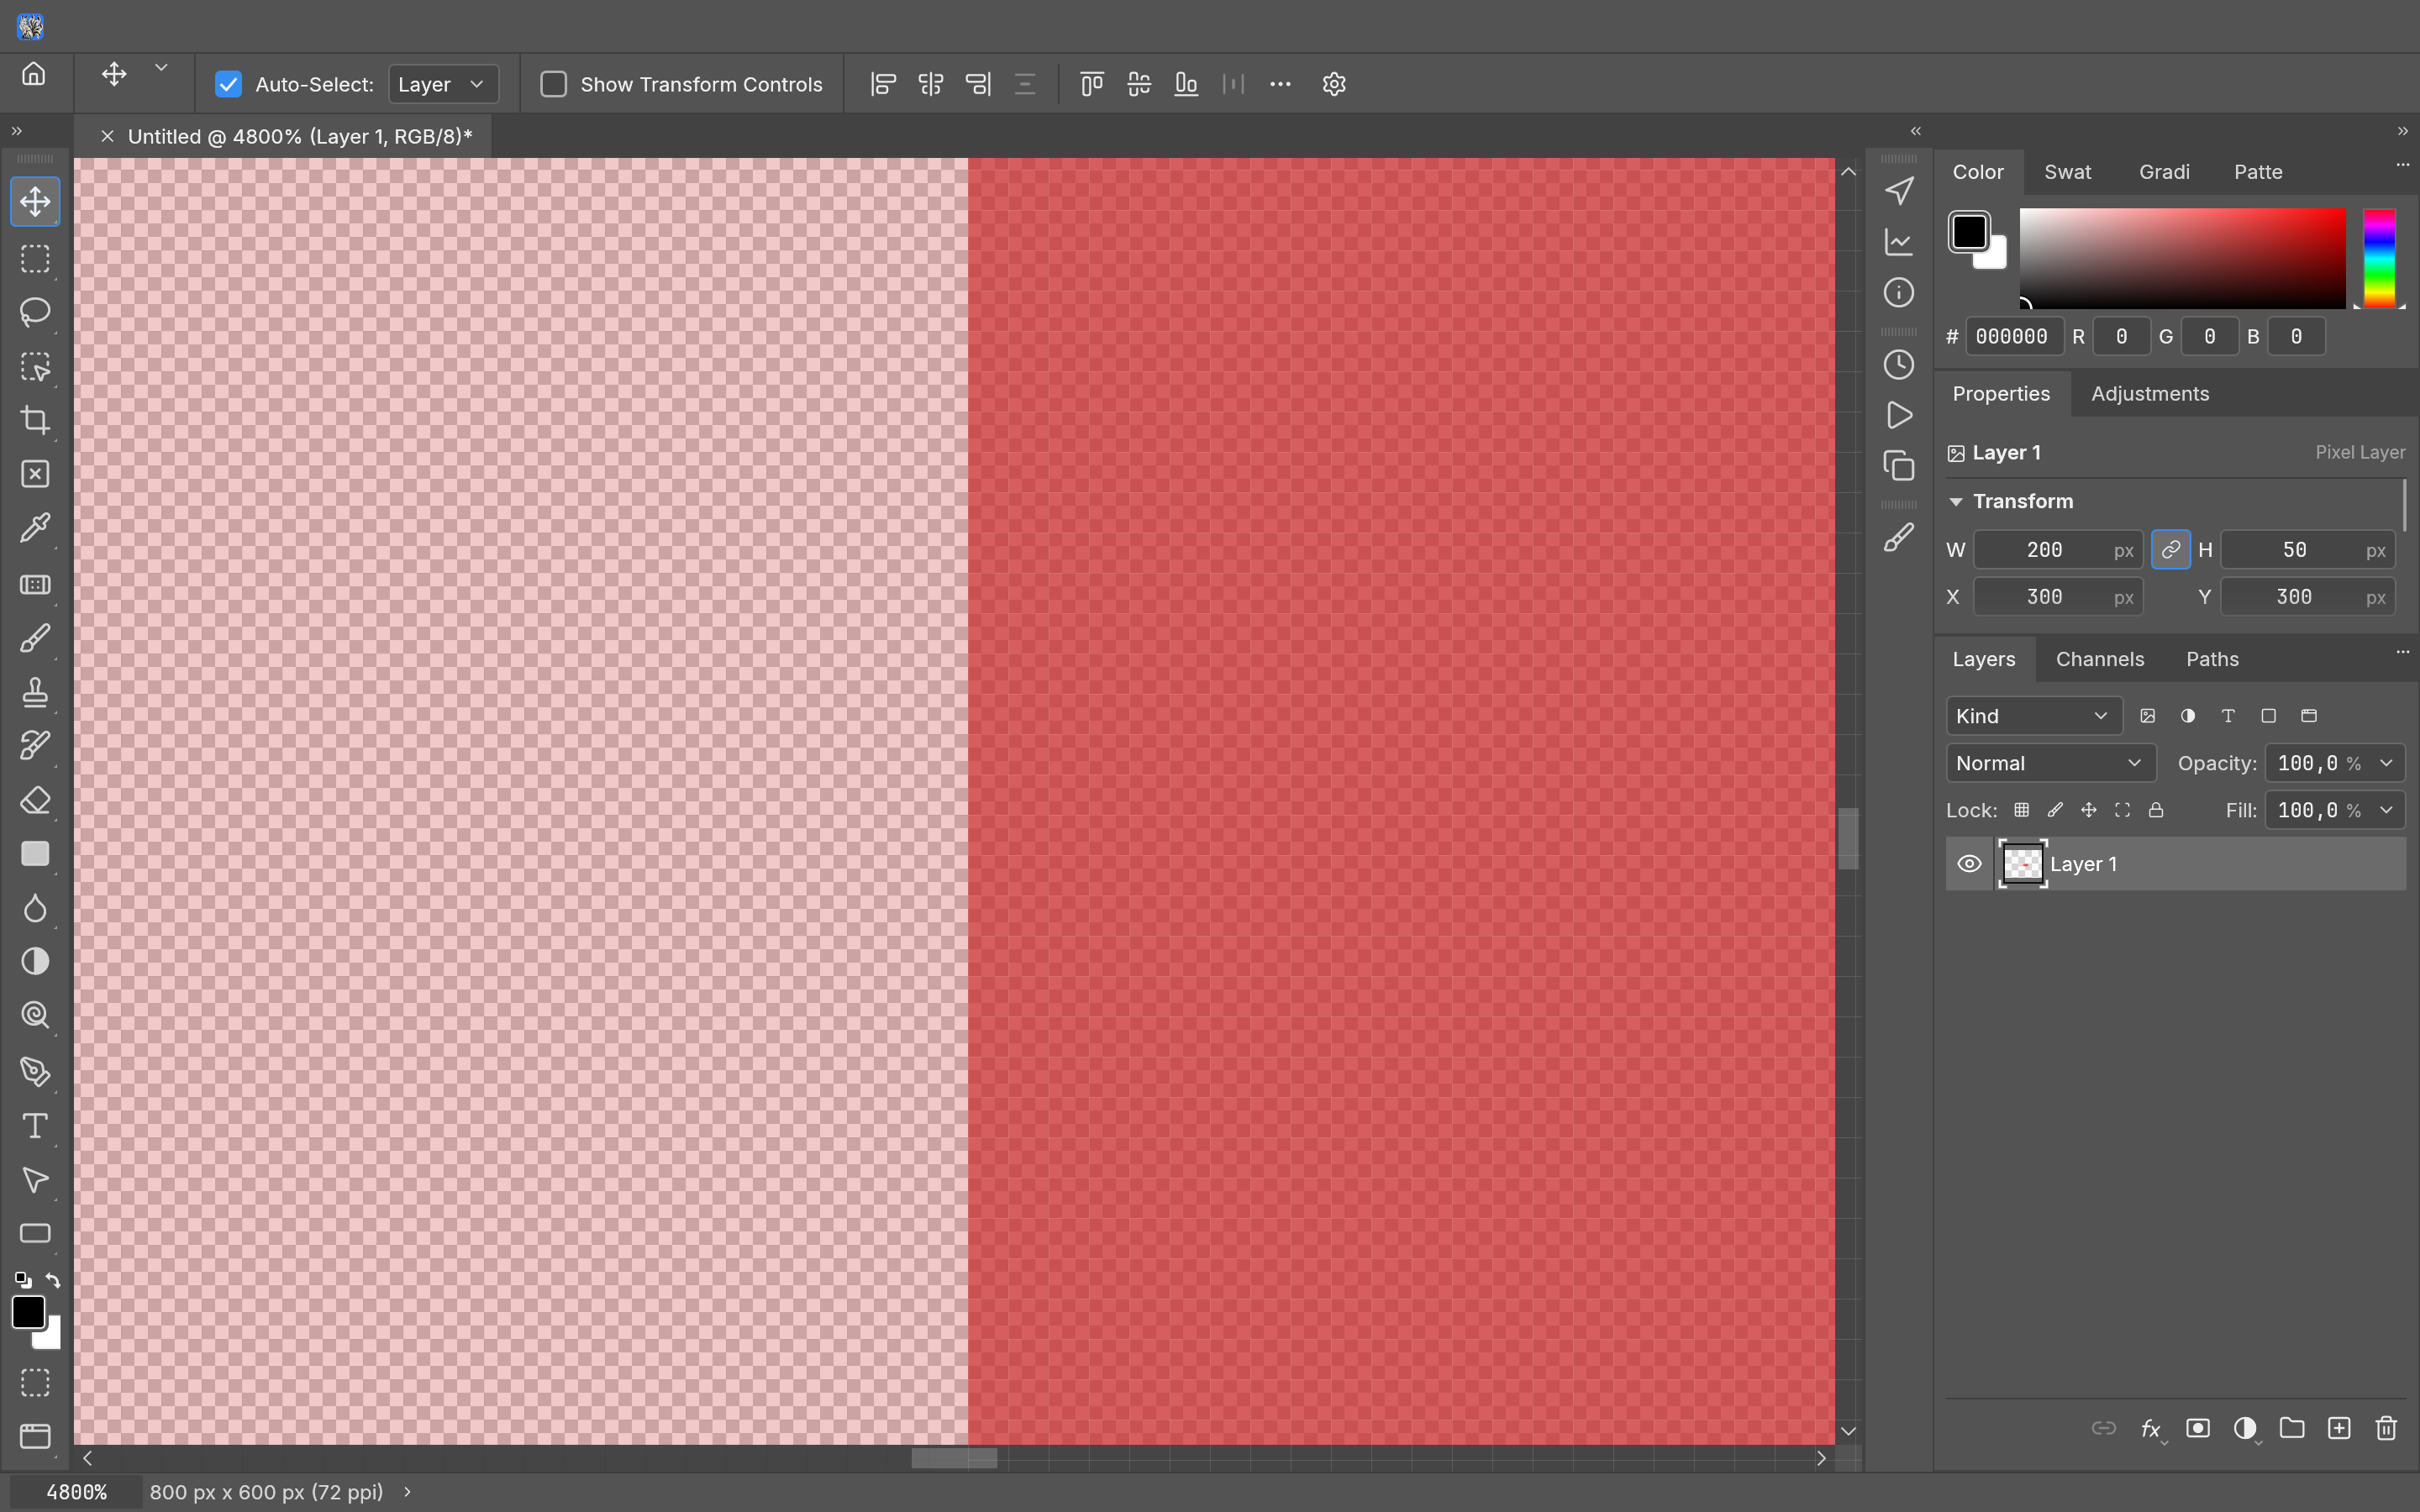 Auto-Select: Layer Show Transform Controls
Untitled @ 4800% (Layer 1, RGB/8)*
Color Swat Gradi Patte
# 000000 R 0 G 0 B 0
Properties Adjustments
Layer 1 Pixel Layer
Transform
W 200 px H 50 px
X 300 px Y 300 px
Layers Channels Paths
Kind
Normal Opacity: 100,0 %
Lock: Fill: 100,0 %
Layer 1
fx
4800% 800 px x 600 px (72 ppi)